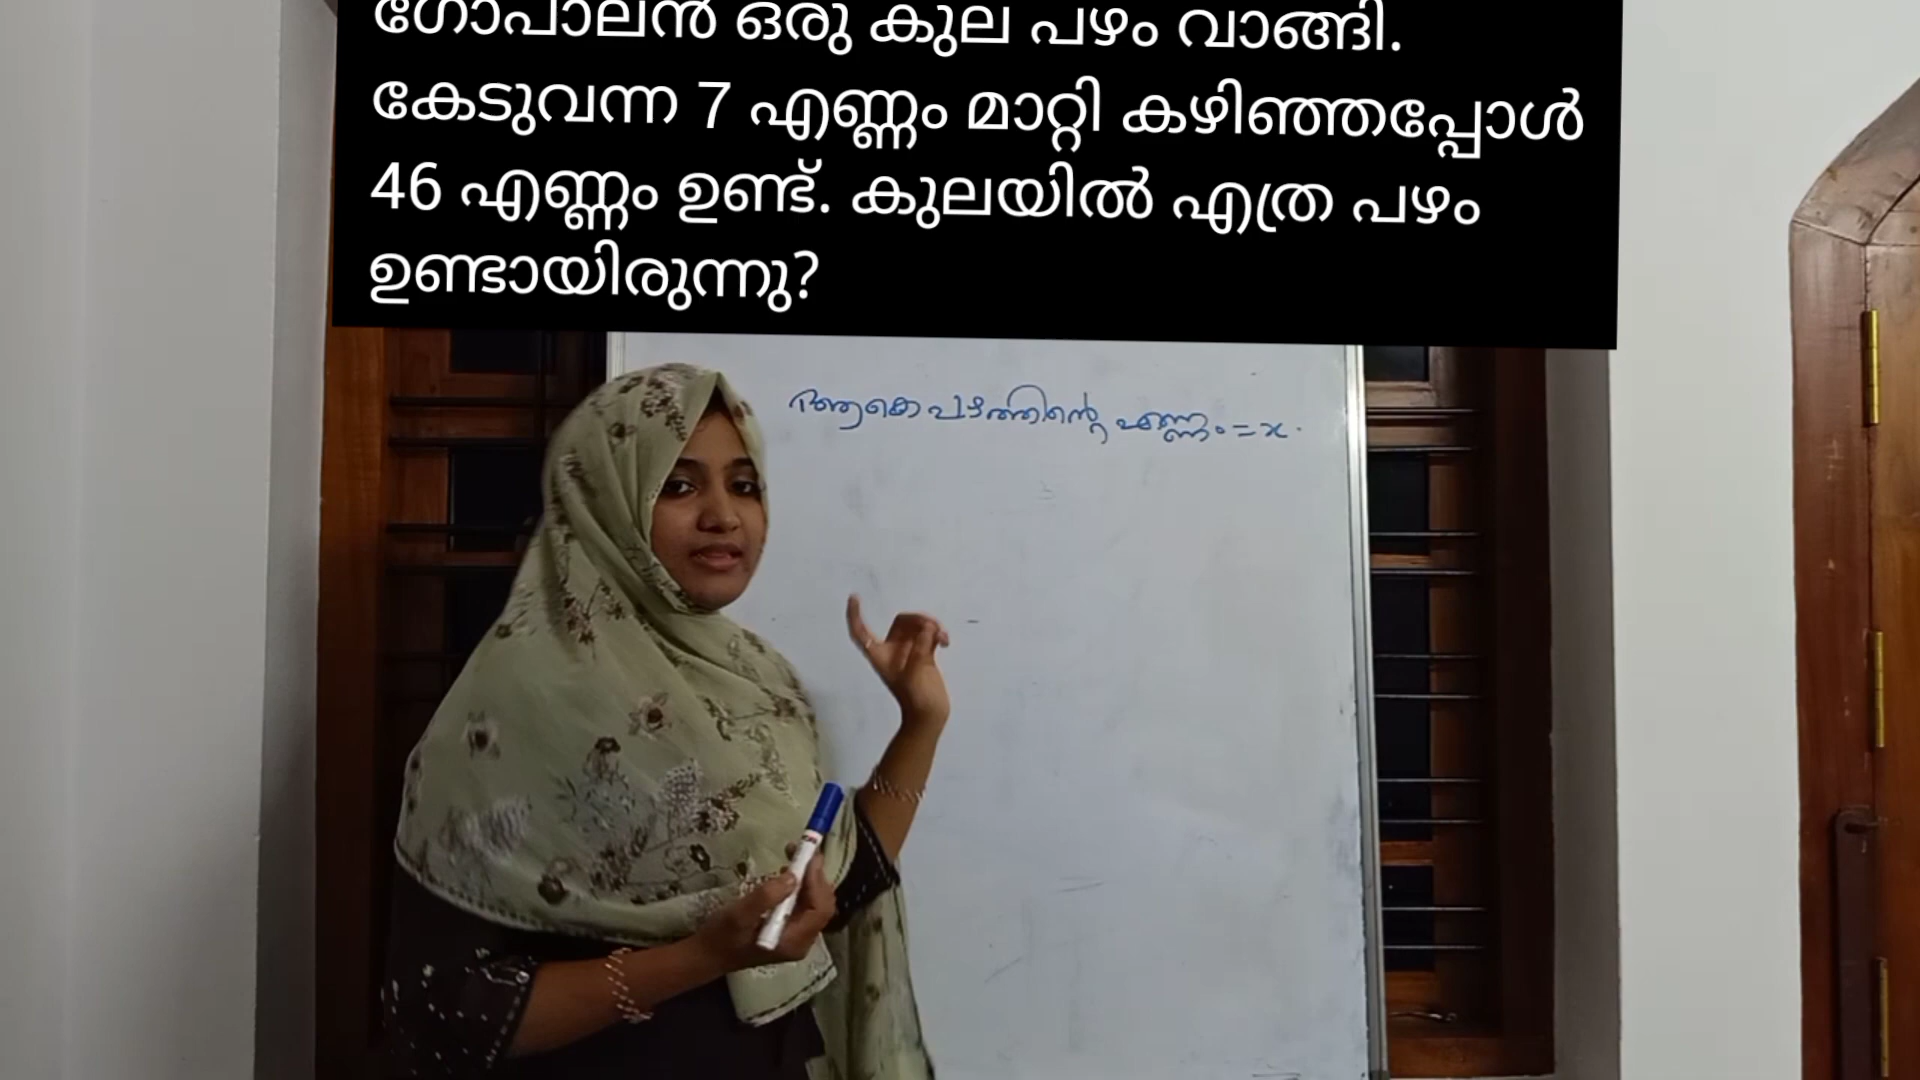 ഗോപാലൻ ഒരു കുല പഴം വാങ്ങി.
കേടുവന്ന 7 എണ്ണം മാറ്റി കഴിഞ്ഞപ്പോൾ
46 എണ്ണം ഉണ്ട്. കുലയിൽ എത്ര പഴം
ഉണ്ടായിരുന്നു?
ആകെ പഴത്തിന്റെ എണ്ണം = x.